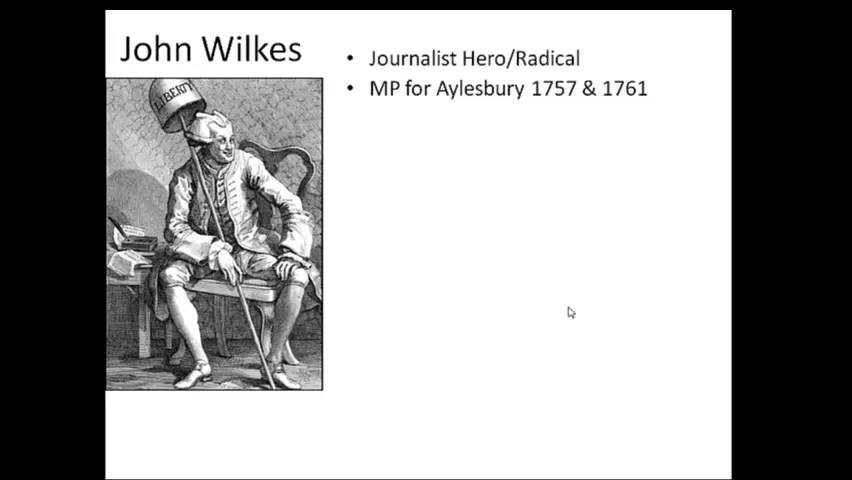 John Wilkes
• Journalist Hero/Radical
• MP for Aylesbury 1757 & 1761
LIBERTY